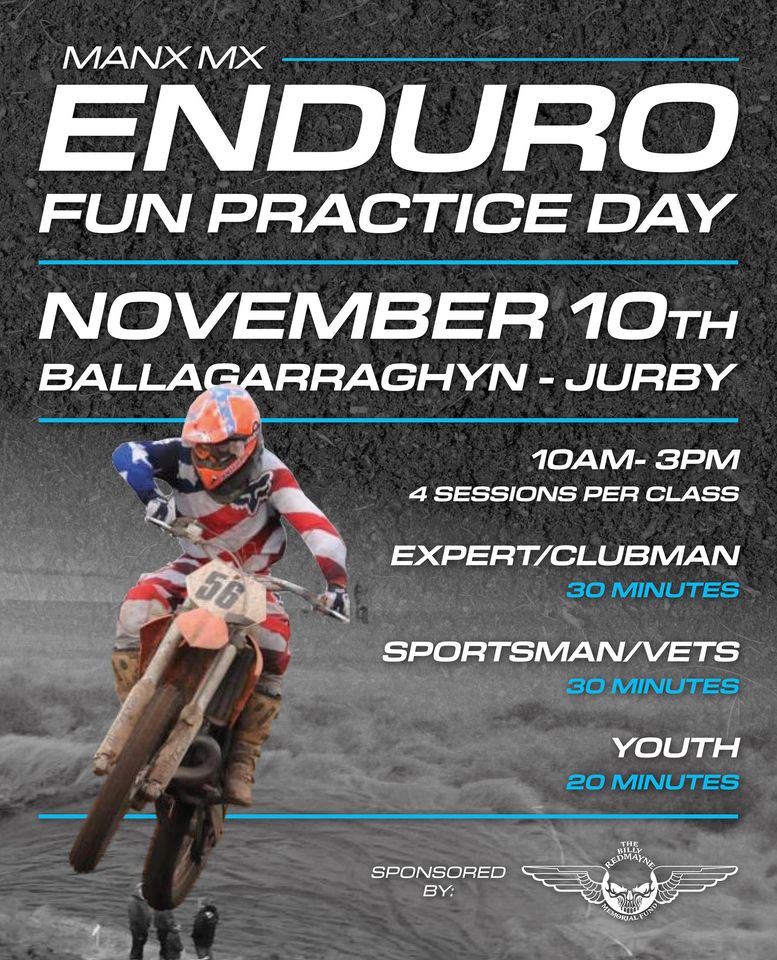 MANX MX
ENDURO
FUN PRACTICE DAY
NOVEMBER 10TH
BALLAGARRAGHYN - JURBY
10AM- 3PM
4 SESSIONS PER CLASS
EXPERT/CLUBMAN
30 MINUTES
SPORTSMAN/VETS
30 MINUTES
YOUTH
20 MINUTES
56
SPONSORED
BY:
THE
BILLY
REDMAYNE
MEMORIAL FUND